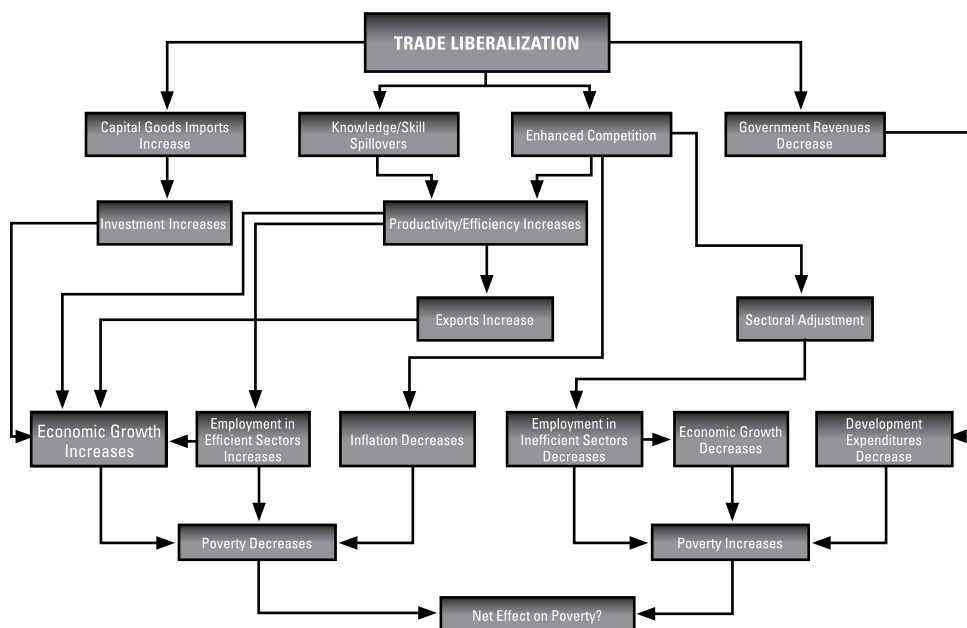 TRADE LIBERALIZATION
Capital Goods Imports
Increase
Knowledge/Skill
Spillovers
Enhanced Competition
Government Revenues
Decrease
Investment Increases
Productivity/Efficiency Increases
Exports Increase
Sectoral Adjustment
Economic Growth
Increases
Employment in
Efficient Sectors
Increases
Inflation Decreases
Employment in
Inefficient Sectors
Decreases
Economic Growth
Decreases
Development
Expenditures
Decrease
Poverty Decreases
Poverty Increases
Net Effect on Poverty?